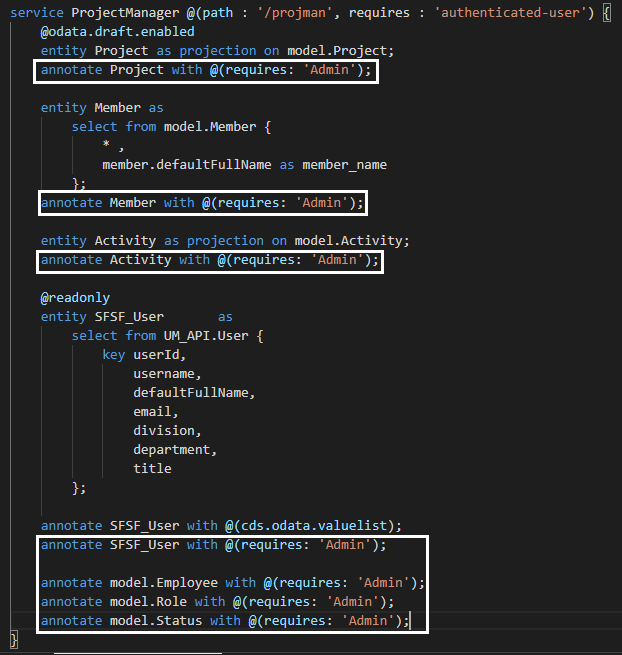 service ProjectManager @(path : '/projman', requires : 'authenticated-user') {
@odata.draft.enabled
entity Project as projection on model.Project;
annotate Project with @(requires: 'Admin');
entity Member as
select from model.Member {
* ,
member.defaultFullName as member_name
};
annotate Member with @(requires: 'Admin');
entity Activity as projection on model.Activity;
annotate Activity with @(requires: 'Admin');
@readonly
entity SFSF_User as
select from UM_API.User {
key userId,
username,
defaultFullName,
email,
division,
department,
title
};
annotate SFSF_User with @(cds.odata.valuelist);
annotate SFSF_User with @(requires: 'Admin');
annotate model.Employee with @(requires: 'Admin');
annotate model.Role with @(requires: 'Admin');
annotate model.Status with @(requires: 'Admin');
}